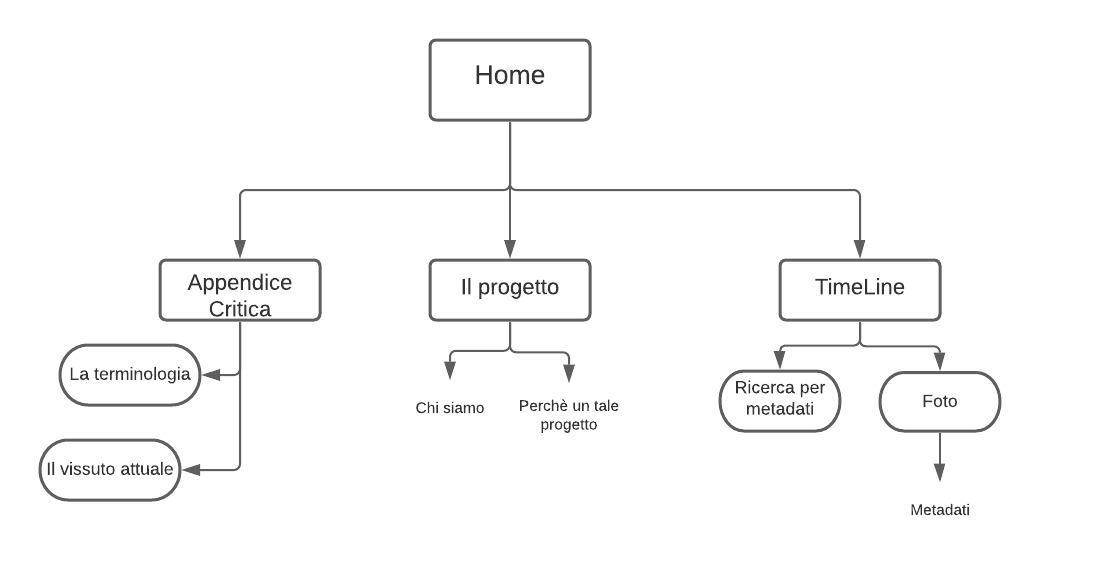 Home
Appendice
Critica
Il progetto
TimeLine
La terminologia
Il vissuto attuale
Chi siamo
Perchè un tale
progetto
Ricerca per
metadati
Foto
Metadati